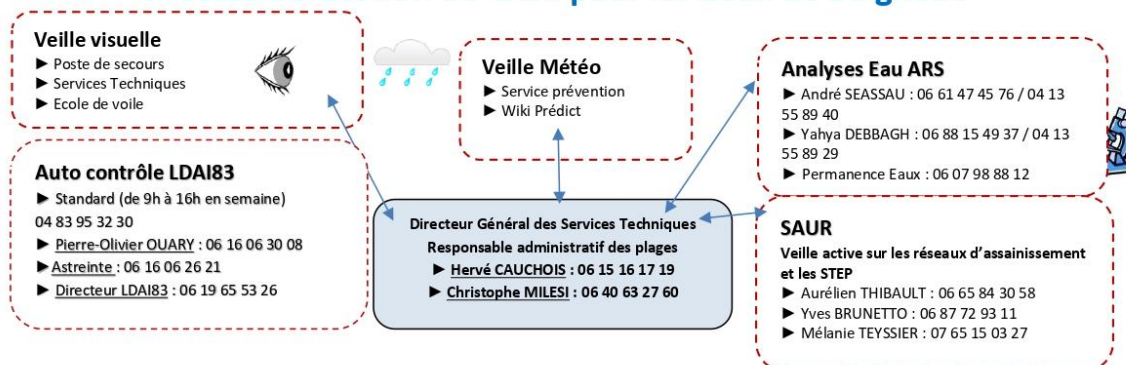 Veille visuelle
► Poste de secours
► Services Techniques
► Ecole de voile
Veille Météo
► Service prévention
► Wiki Prédict
Analyses Eau ARS
► André SEASSAU : 06 61 47 45 76 / 04 13
55 89 40
► Yahya DEBBAGH : 06 88 15 49 37 / 04 13
55 89 29
► Permanence Eaux : 06 07 98 88 12
Auto contrôle LDAI83
► Standard (de 9h à 16h en semaine)
04 83 95 32 30
► Pierre-Olivier OUARY : 06 16 06 30 08
► Astreinte : 06 16 06 26 21
► Directeur LDAI83 : 06 19 65 53 26
Directeur Général des Services Techniques
Responsable administratif des plages
► Hervé CAUCHOIS : 06 15 16 17 19
► Christophe MILESI : 06 40 63 27 60
SAUR
Veille active sur les réseaux d'assainissement
et les STEP
► Aurélien THIBAULT : 06 65 84 30 58
► Yves BRUNETTO : 06 87 72 93 11
► Mélanie TEYSSIER : 07 65 15 03 27